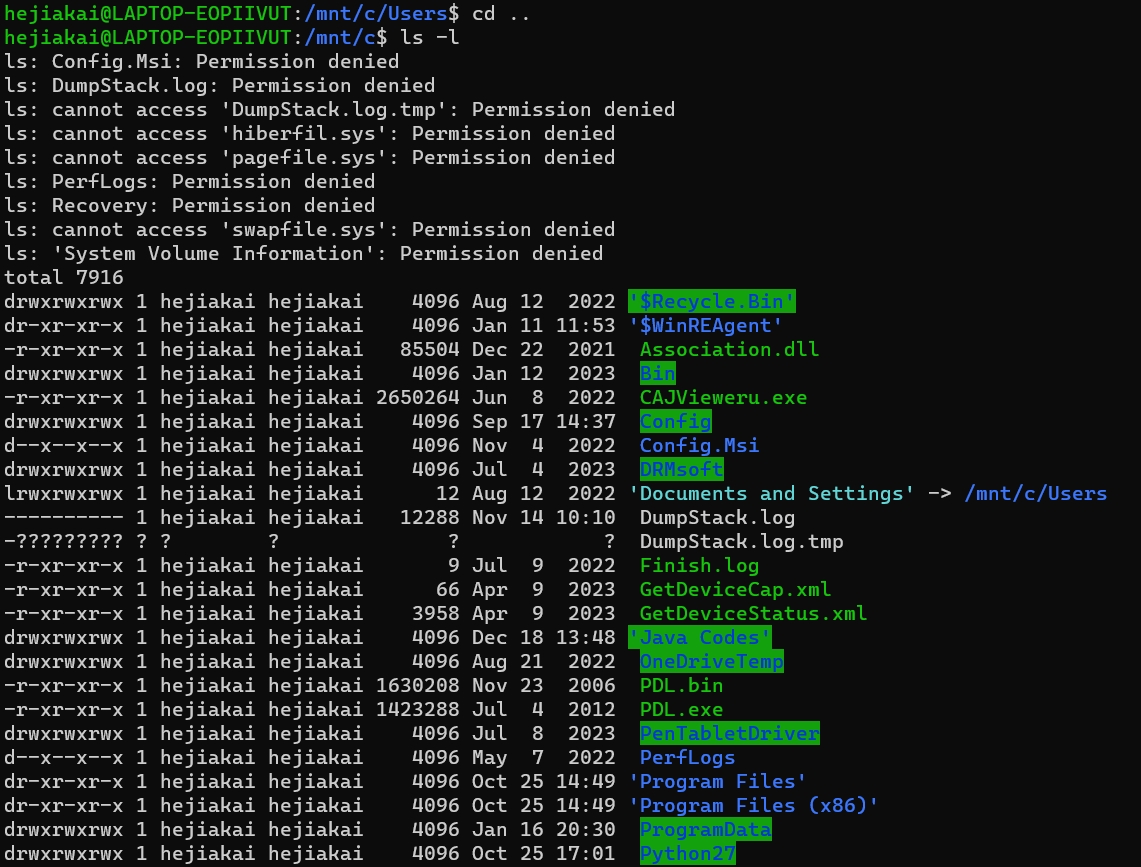 hejiakai@LAPTOP-EOPIIVUT:/mnt/c/Users$ cd ..
hejiakai@LAPTOP-EOPIIVUT:/mnt/c$ ls -l
ls: Config.Msi: Permission denied
ls: DumpStack.log: Permission denied
ls: cannot access 'DumpStack.log.tmp': Permission denied
ls: cannot access 'hiberfil.sys': Permission denied
ls: cannot access 'pagefile.sys': Permission denied
ls: PerfLogs: Permission denied
ls: Recovery: Permission denied
ls: cannot access 'swapfile.sys': Permission denied
ls: 'System Volume Information': Permission denied
total 7916
drwxrwxrwx 1 hejiakai hejiakai    4096 Aug 12  2022 '$Recycle.Bin'
dr-xr-xr-x 1 hejiakai hejiakai    4096 Jan 11 11:53 '$WinREAgent'
-r-xr-xr-x 1 hejiakai hejiakai   85504 Dec 22  2021  Association.dll
drwxrwxrwx 1 hejiakai hejiakai    4096 Jan 12  2023  Bin
-r-xr-xr-x 1 hejiakai hejiakai 2650264 Jun  8  2022  CAJVieweru.exe
drwxrwxrwx 1 hejiakai hejiakai    4096 Sep 17 14:37  Config
d--x--x--x 1 hejiakai hejiakai    4096 Nov  4  2022  Config.Msi
drwxrwxrwx 1 hejiakai hejiakai    4096 Jul  4  2023  DRMsoft
lrwxrwxrwx 1 hejiakai hejiakai      12 Aug 12  2022 'Documents and Settings' -> /mnt/c/Users
---------- 1 hejiakai hejiakai   12288 Nov 14 10:10  DumpStack.log
-????????? ? ?        ?              ?            ?  DumpStack.log.tmp
-r-xr-xr-x 1 hejiakai hejiakai       9 Jul  9  2022  Finish.log
-r-xr-xr-x 1 hejiakai hejiakai      66 Apr  9  2023  GetDeviceCap.xml
-r-xr-xr-x 1 hejiakai hejiakai    3958 Apr  9  2023  GetDeviceStatus.xml
drwxrwxrwx 1 hejiakai hejiakai    4096 Dec 18 13:48 'Java Codes'
drwxrwxrwx 1 hejiakai hejiakai    4096 Aug 21  2022  OneDriveTemp
-r-xr-xr-x 1 hejiakai hejiakai 1630208 Nov 23  2006  PDL.bin
-r-xr-xr-x 1 hejiakai hejiakai 1423288 Jul  4  2012  PDL.exe
drwxrwxrwx 1 hejiakai hejiakai    4096 Jul  8  2023  PenTabletDriver
d--x--x--x 1 hejiakai hejiakai    4096 May  7  2022  PerfLogs
dr-xr-xr-x 1 hejiakai hejiakai    4096 Oct 25 14:49 'Program Files'
dr-xr-xr-x 1 hejiakai hejiakai    4096 Oct 25 14:49 'Program Files (x86)'
drwxrwxrwx 1 hejiakai hejiakai    4096 Jan 16 20:30  ProgramData
drwxrwxrwx 1 hejiakai hejiakai    4096 Oct 25 17:01  Python27